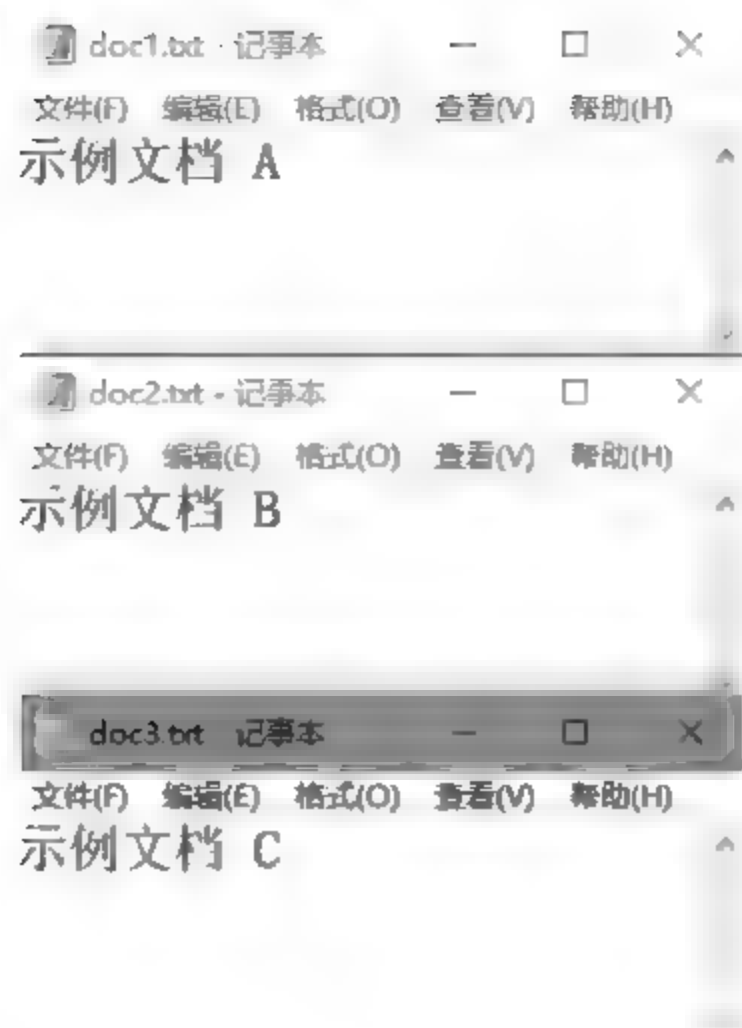 doc1.txt - 记事本
文件(F) 编辑(E) 格式(O) 查看(V) 帮助(H)
示例文档 A
doc2.txt - 记事本
文件(F) 编辑(E) 格式(O) 查看(V) 帮助(H)
示例文档 B
doc3.txt 记事本
文件(F) 编辑(E) 格式(O) 查看(V) 帮助(H)
示例文档 C